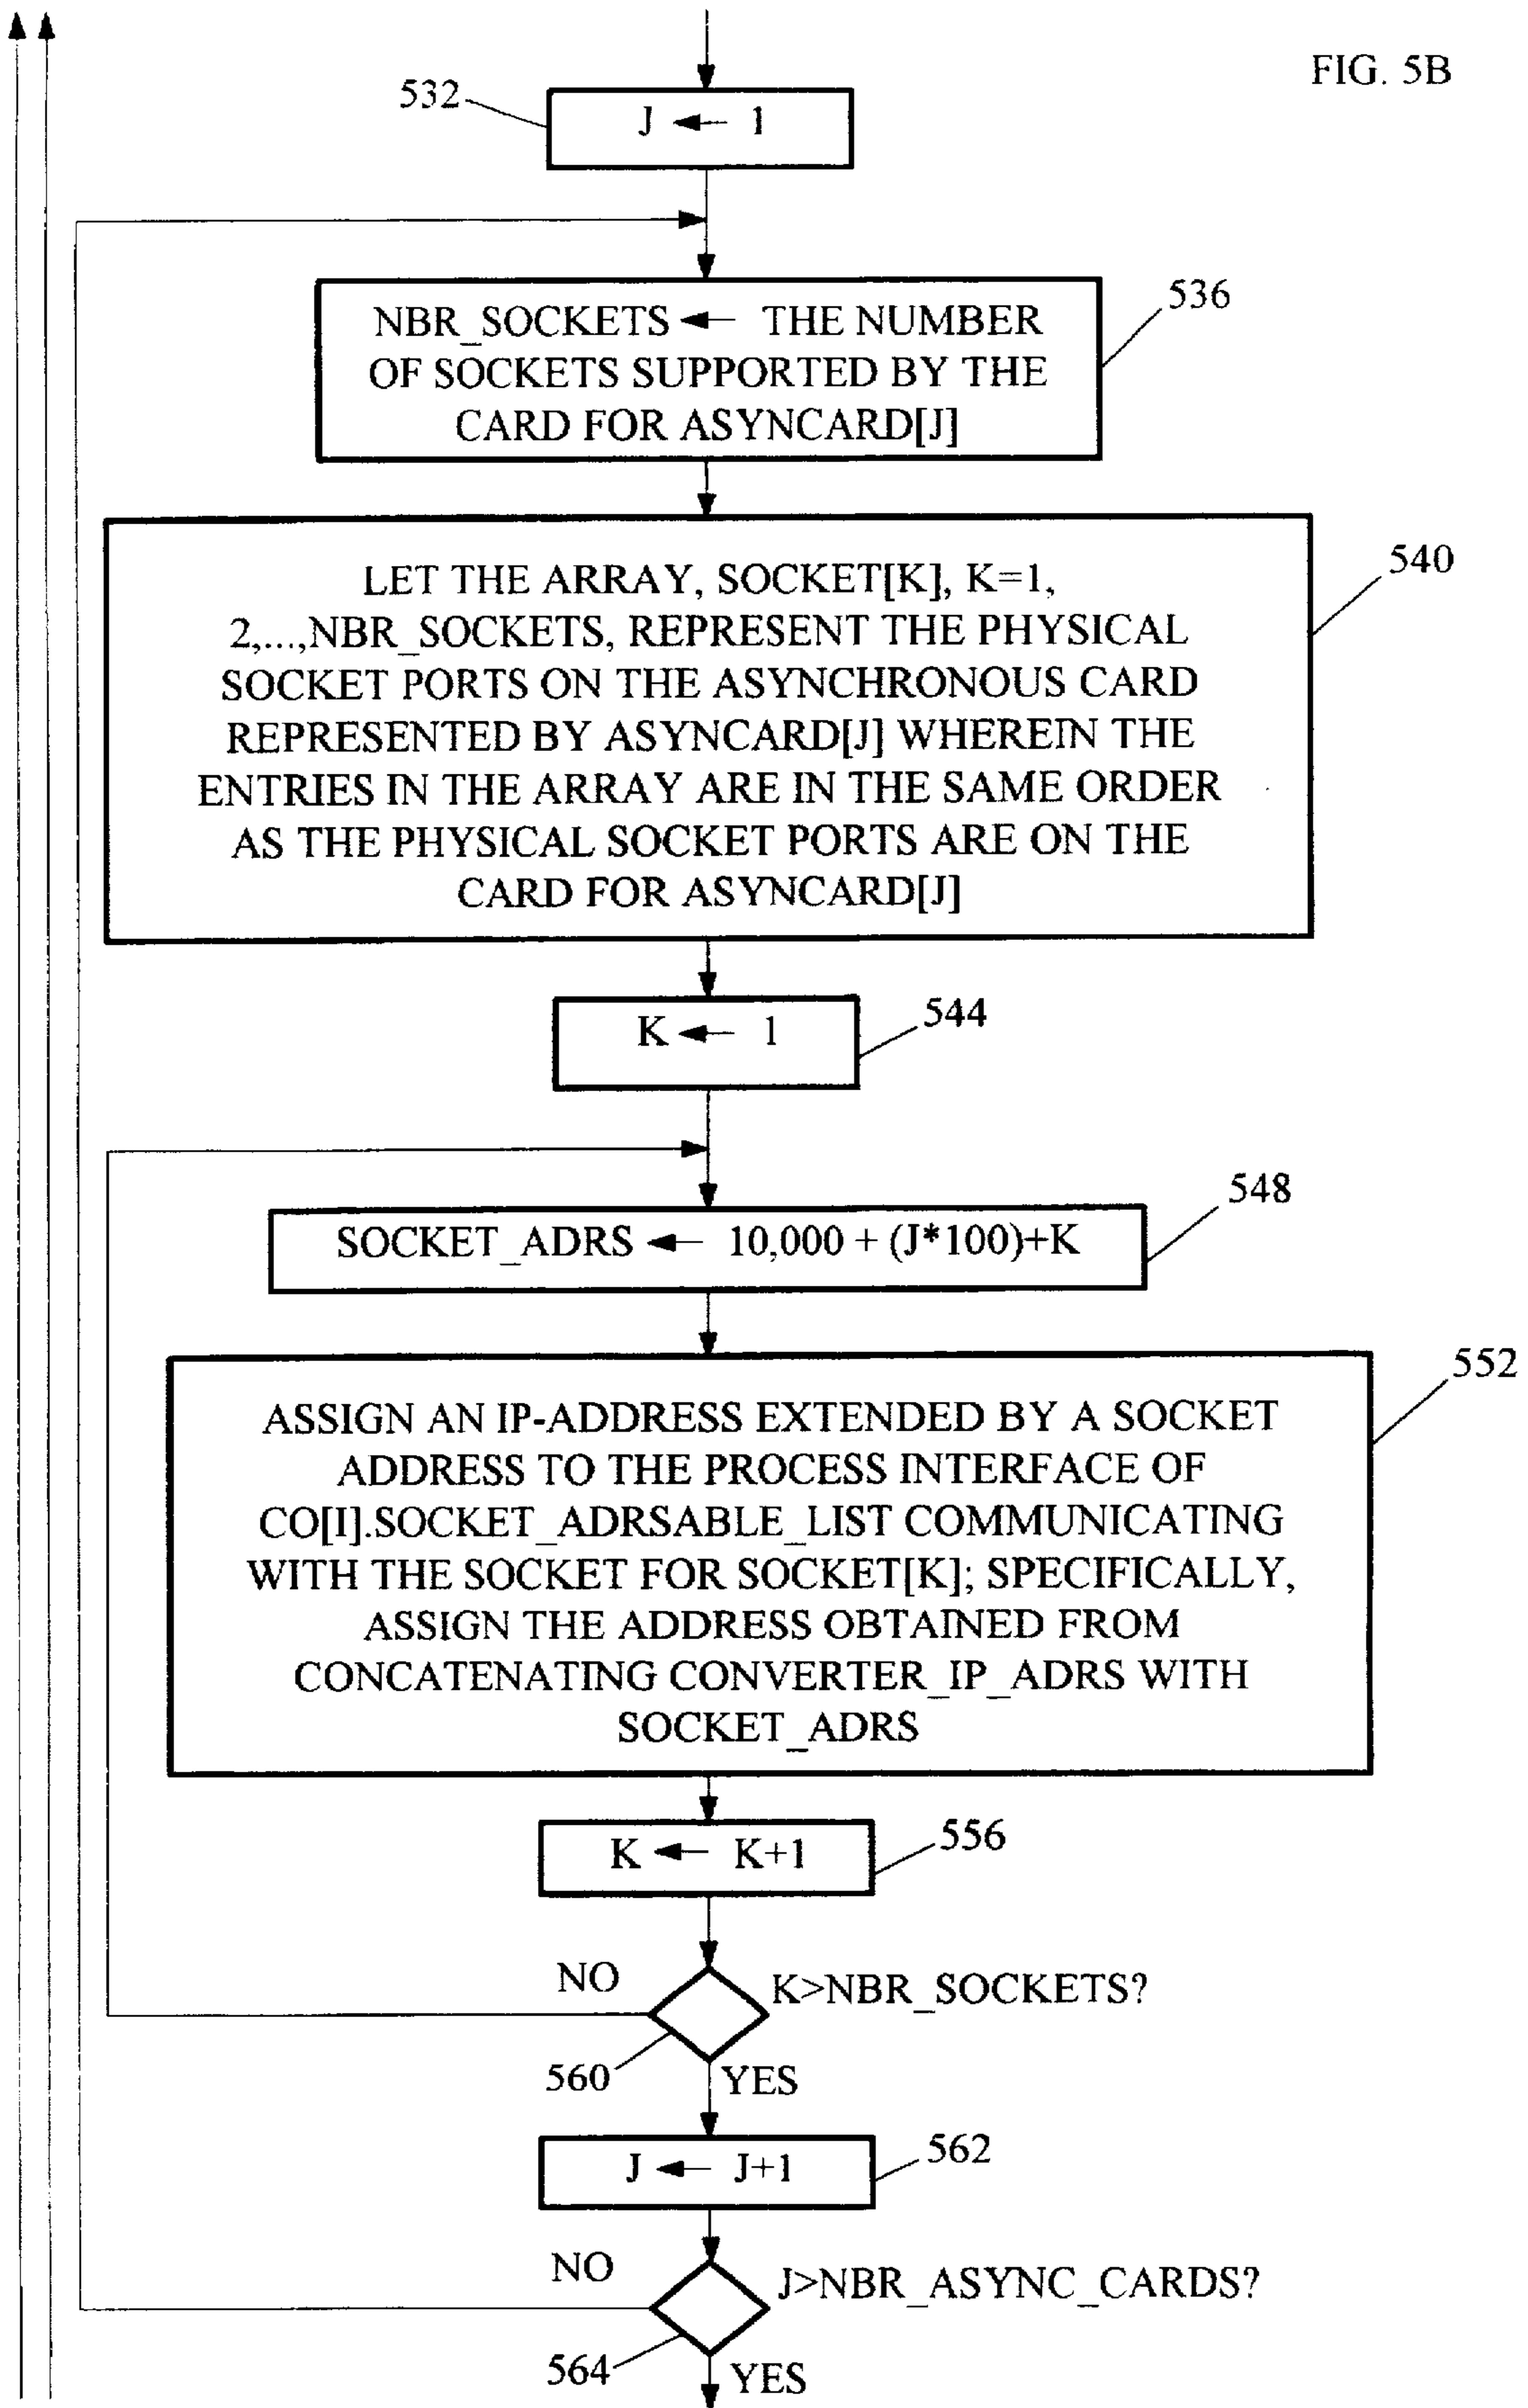 FIG. 5B
532
J ← 1
536
NBR_SOCKETS ← THE NUMBER
OF SOCKETS SUPPORTED BY THE
CARD FOR ASYNCARD[J]
540
LET THE ARRAY, SOCKET[K], K=1,
2,...,NBR_SOCKETS, REPRESENT THE PHYSICAL
SOCKET PORTS ON THE ASYNCHRONOUS CARD
REPRESENTED BY ASYNCARD[J] WHEREIN THE
ENTRIES IN THE ARRAY ARE IN THE SAME ORDER
AS THE PHYSICAL SOCKET PORTS ARE ON THE
CARD FOR ASYNCARD[J]
544
K ← 1
548
SOCKET_ADRS ← 10,000 + (J*100)+K
552
ASSIGN AN IP-ADDRESS EXTENDED BY A SOCKET
ADDRESS TO THE PROCESS INTERFACE OF
CO[I].SOCKET_ADRSABLE_LIST COMMUNICATING
WITH THE SOCKET FOR SOCKET[K]; SPECIFICALLY,
ASSIGN THE ADDRESS OBTAINED FROM
CONCATENATING CONVERTER_IP_ADRS WITH
SOCKET_ADRS
556
K ← K+1
NO
K>NBR_SOCKETS?
560
YES
562
J ← J+1
NO
J>NBR_ASYNC_CARDS?
564
YES